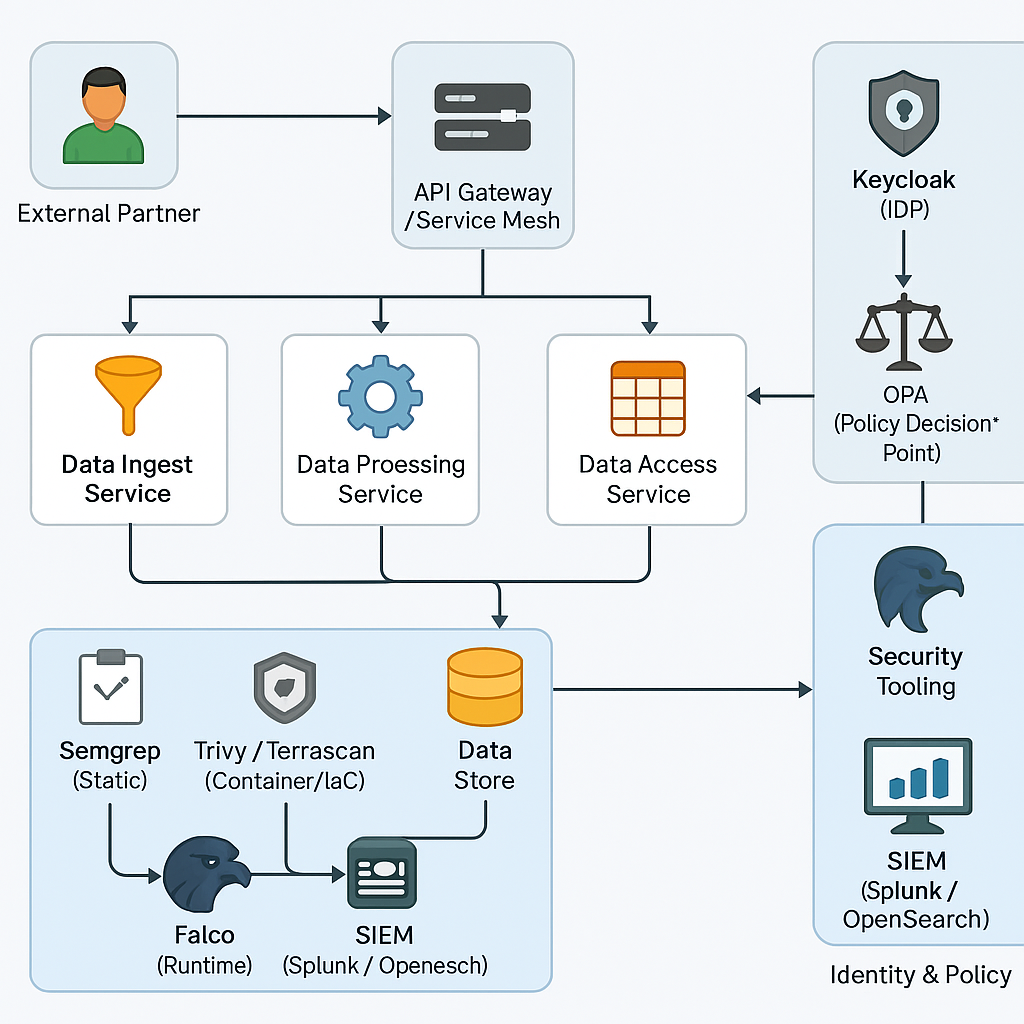 External Partner
API Gateway
/Service Mesh
Keycloak
(IDP)
OPA
(Policy Decision*
Point)
Data Ingest
Service
Data Proessing
Service
Data Access
Service
Semgrep
(Static)
Trivy / Terrascan
(Container/IaC)
Data
Store
Falco
(Runtime)
SIEM
(Splunk / Openesch)
Security
Tooling
SIEM
(Splunk /
OpenSearch)
Identity & Policy